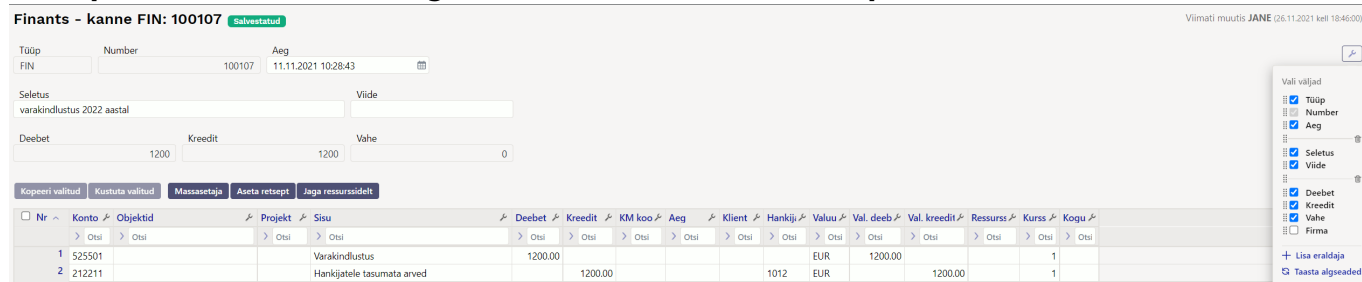 Finants - kanne FIN: 100107 Salvestatud
Viimati muutis JANE (26.11.2021 kell 18:46:00)
Tüüp Number Aeg
FIN 100107 11.11.2021 10:28:43
Seletus Viide
varakindlustus 2022 aastal
Deebet Kreedit Vahe
1200 1200 0
Kopeeri valitud Kustuta valitud Massasetaja Aseta retsept Jaga ressurssidelt
Nr Konto Objektid Projekt Sisu Deebet Kreedit KM koo Aeg Klient Hankija Valuu Val. deeb Val. kreedit Ressurss Kurss Kogu
Otsi Otsi Otsi Otsi Otsi Otsi Otsi Otsi Otsi Otsi Otsi Otsi Otsi Otsi Otsi Otsi
1 525501 Varakindlustus 1200.00 EUR 1200.00 1
2 212211 Hankijatele tasumata arved 1200.00 1012 EUR 1200.00 1
Vali väljad
Tüüp
Number
Aeg
Seletus
Viide
Deebet
Kreedit
Vahe
Firma
+ Lisa eraldaja
Taasta algseaded